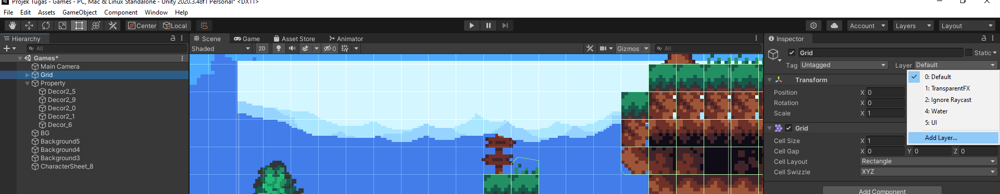 Projek Tugas - Games - PC, Mac & Linux Standalone - Unity 2020.3.48f1 Personal* <DX11>
File Edit Assets GameObject Component Window Help
Center Local Account Layers Layout
Hierarchy
All
Games*
Main Camera
Grid
Property
Decor2_5
Decor2_9
Decor2_0
Decor2_1
Decor_6
BG
Background5
Background4
Background3
CharacterSheet_8
Scene Game Asset Store Animator
Shaded 2D 0 Gizmos All
Inspector
Grid Static
Tag Untagged Layer Default
0: Default
1: TransparentFX
2: Ignore Raycast
4: Water
5: UI
Add Layer...
Transform
Position X 0
Rotation X 0
Scale X 1
Grid
Cell Size X 1
Cell Gap X 0 Y 0 Z 0
Cell Layout Rectangle
Cell Swizzle XYZ
Add Component